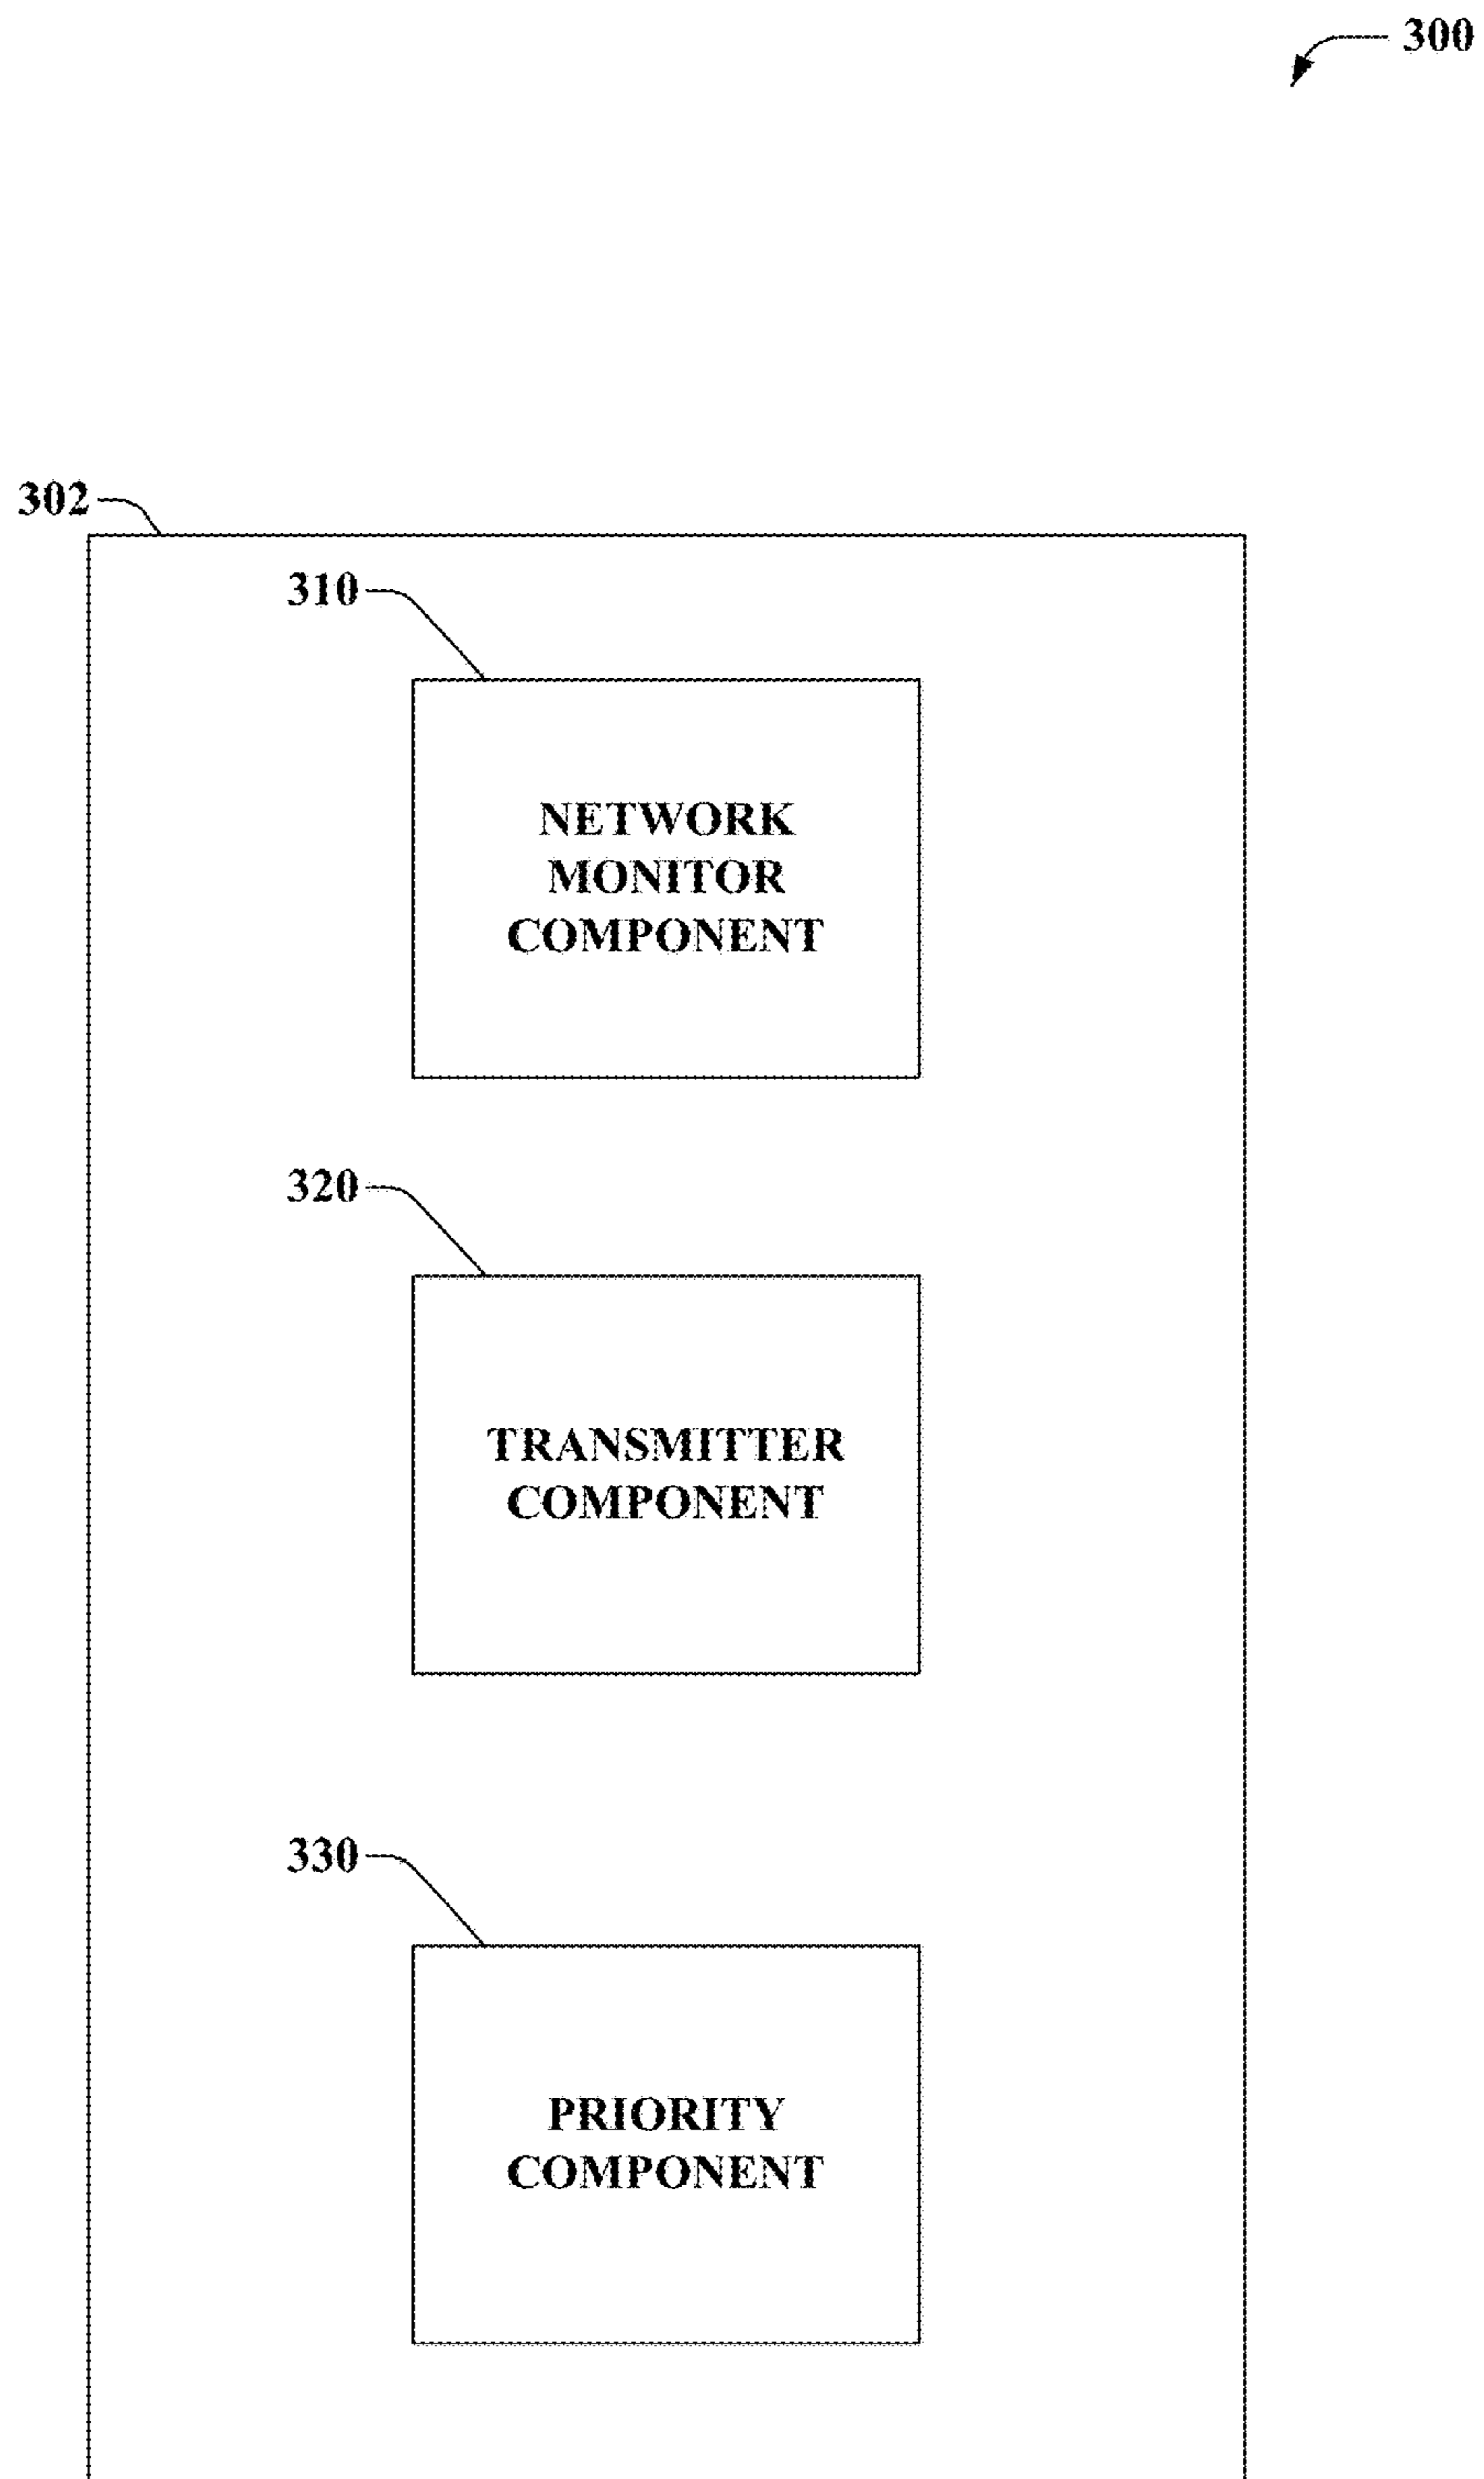 300
302
310
NETWORK
MONITOR
COMPONENT
320
TRANSMITTER
COMPONENT
330
PRIORITY
COMPONENT